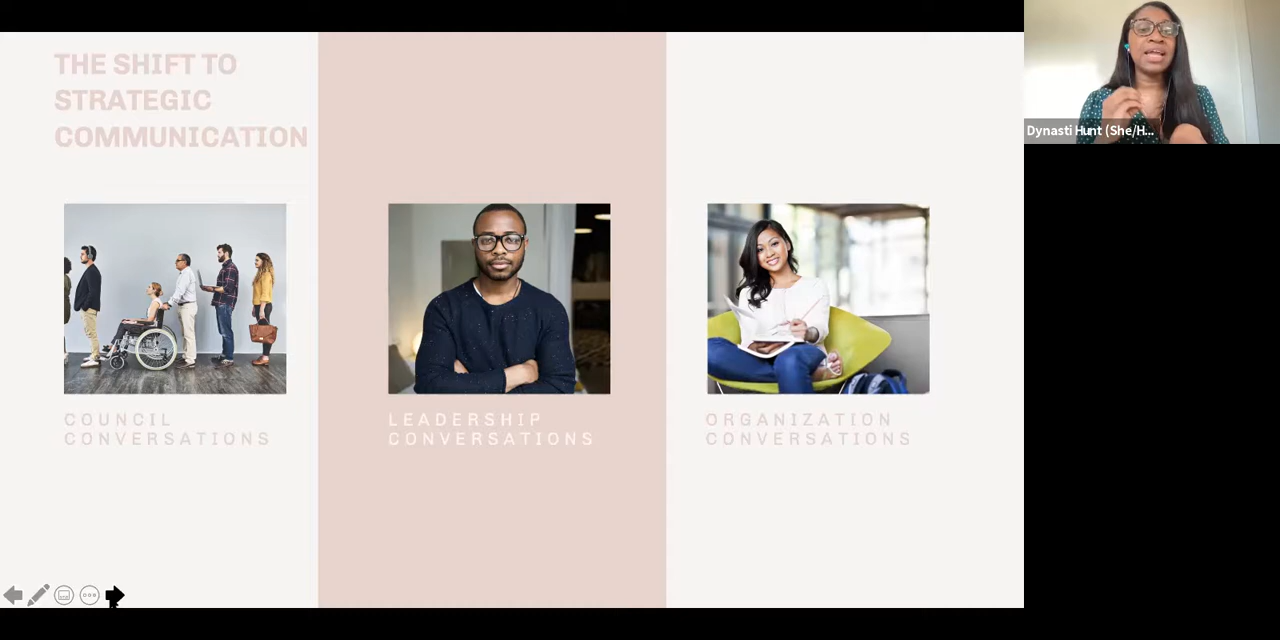 THE SHIFT TO
STRATEGIC
COMMUNICATION
COUNCIL
CONVERSATIONS
LEADERSHIP
CONVERSATIONS
ORGANIZATION
CONVERSATIONS
Dynasti Hunt (She/H...